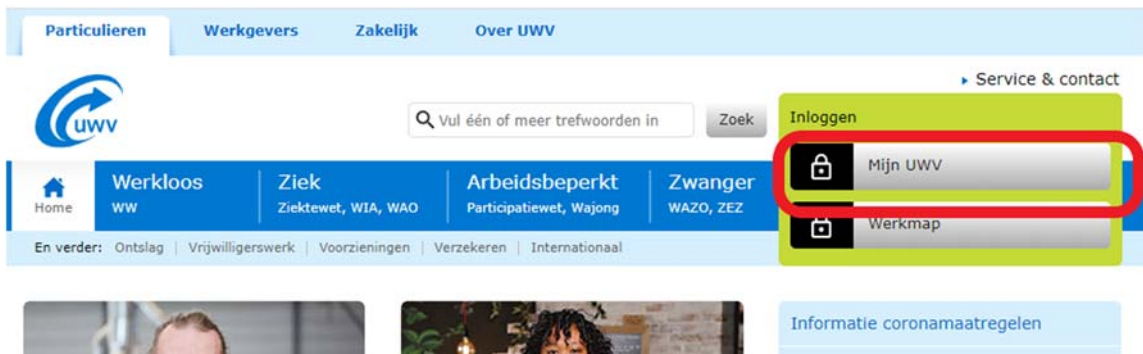 Particulieren Werkgevers Zakelijk Over UWV
Service & contact
uwv
Vul één of meer trefwoorden in Zoek
Inloggen
Mijn UWV
Werkmap
Home
Werkloos
WW
Ziek
Ziektewet, WIA, WAO
Arbeidsbeperkt
Participatiewet, Wajong
Zwanger
WAZO, ZEZ
En verder: Ontslag | Vrijwilligerswerk | Voorzieningen | Verzekeren | Internationaal
Informatie coronamaatregelen